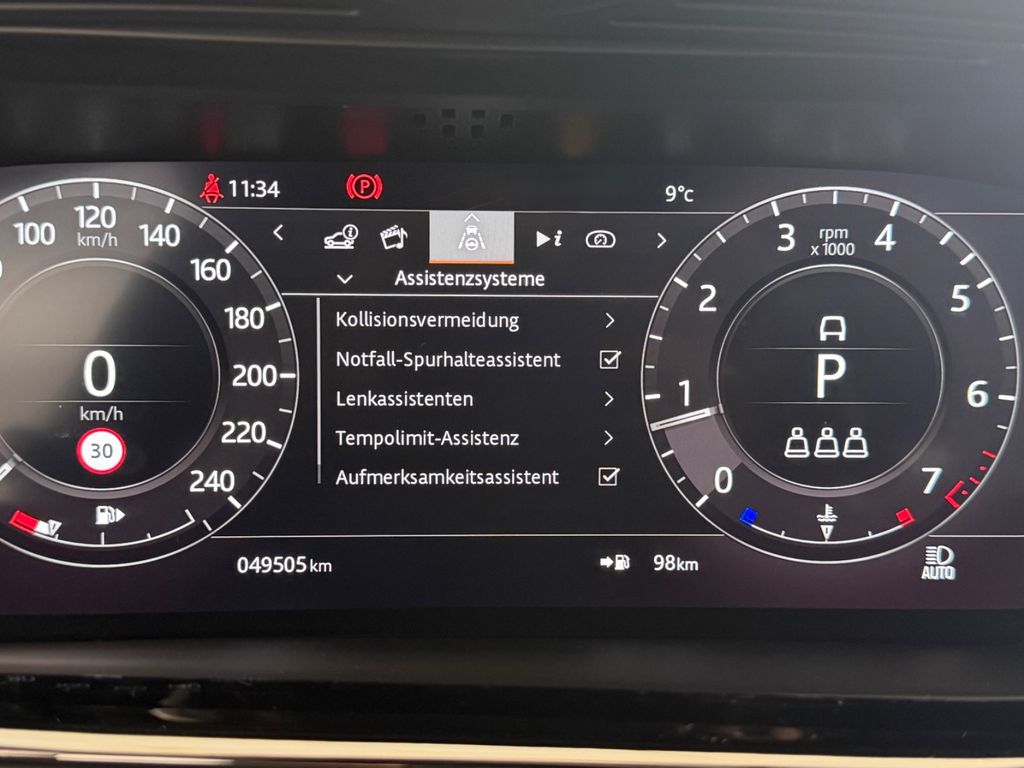 11:34
P
9°c
100
120
km/h
140
160
180
200
220
240
0
km/h
30
i
i
Assistenzsysteme
Kollisionsvermeidung
Notfall-Spurhalteassistent
Lenkassistenten
Tempolimit-Assistenz
Aufmerksamkeitsassistent
rpm
x 1000
0
1
2
3
4
5
6
7
P
049505 km
98km
AUTO